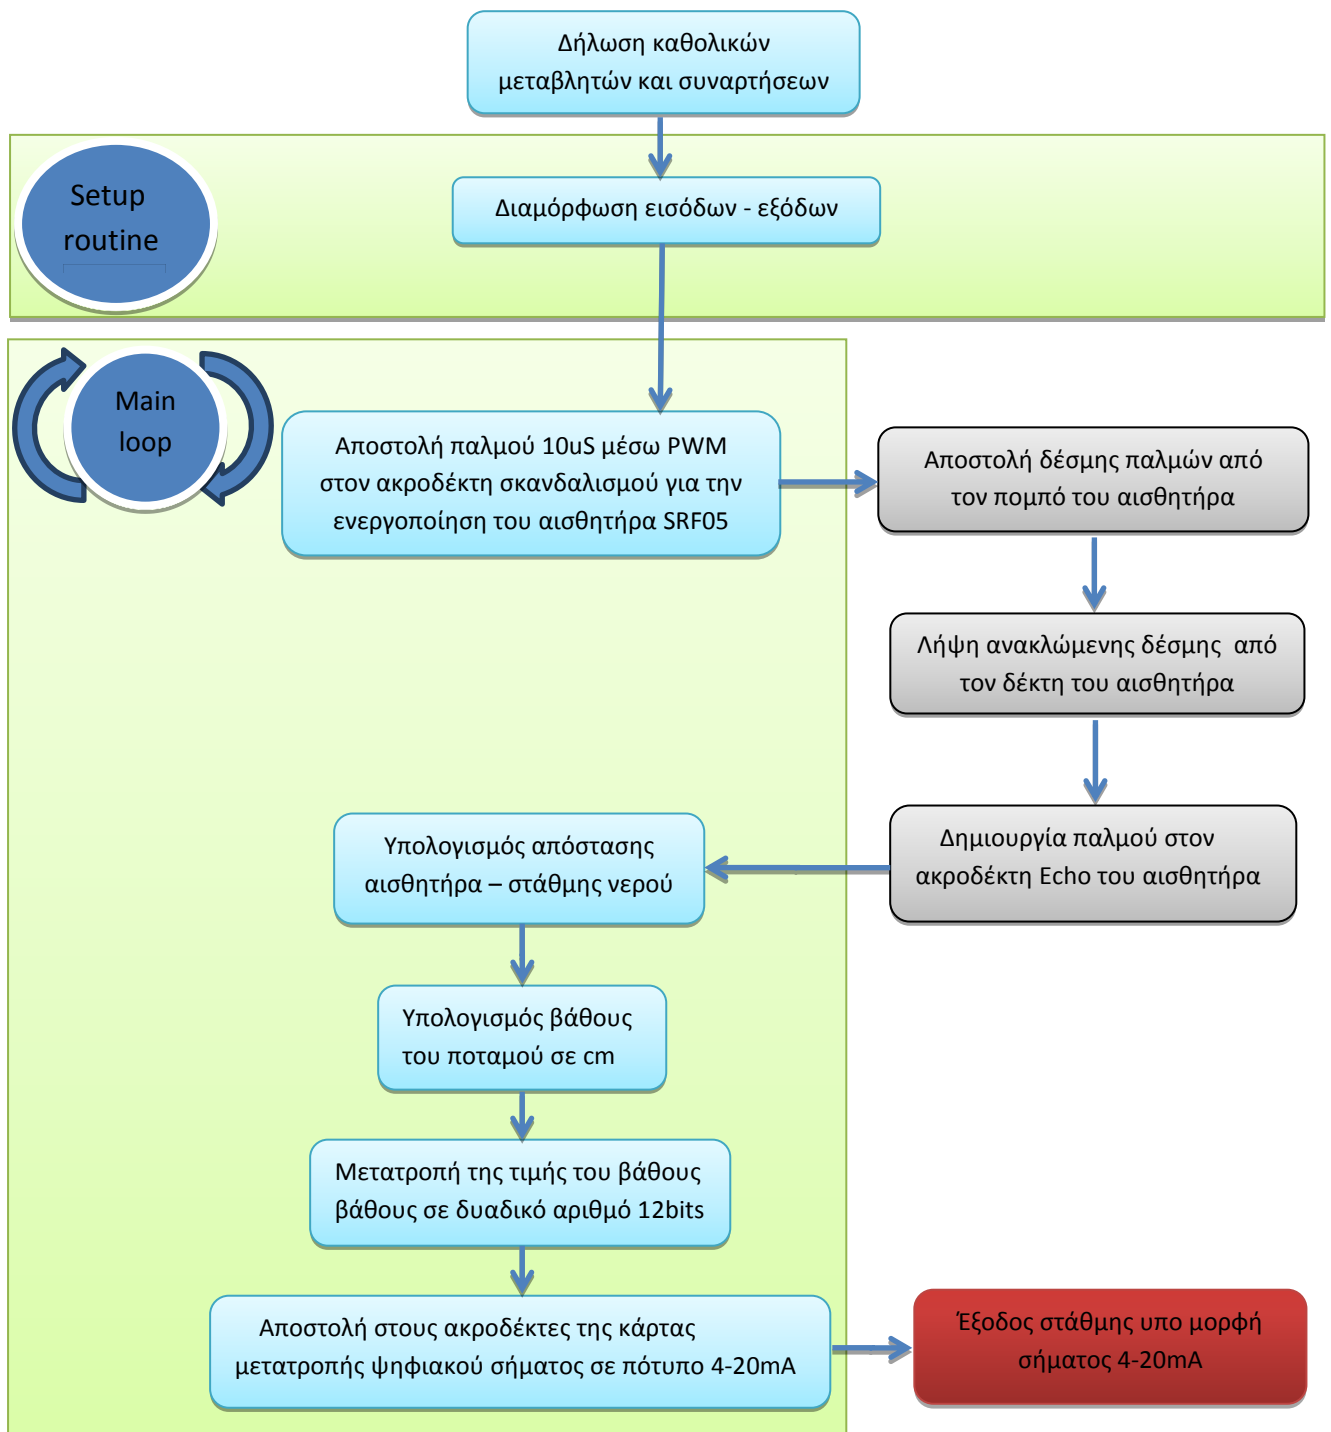 Δήλωση καθολικών
μεταβλητών και συναρτήσεων
Setup
routine
Διαμόρφωση εισόδων - εξόδων
Main
loop
Αποστολή παλμού 10uS μέσω PWM
στον ακροδέκτη σκανδαλισμού για την
ενεργοποίηση του αισθητήρα SRF05
Αποστολή δέσμης παλμών από
τον πομπό του αισθητήρα
Λήψη ανακλώμενης δέσμης από
τον δέκτη του αισθητήρα
Δημιουργία παλμού στον
ακροδέκτη Echo του αισθητήρα
Υπολογισμός απόστασης
αισθητήρα – στάθμης νερού
Υπολογισμός βάθους
του ποταμού σε cm
Μετατροπή της τιμής του βάθους
βάθους σε δυαδικό αριθμό 12bits
Αποστολή στους ακροδέκτες της κάρτας
μετατροπής ψηφιακού σήματος σε πότυπο 4-20mA
Έξοδος στάθμης υπο μορφή
σήματος 4-20mA